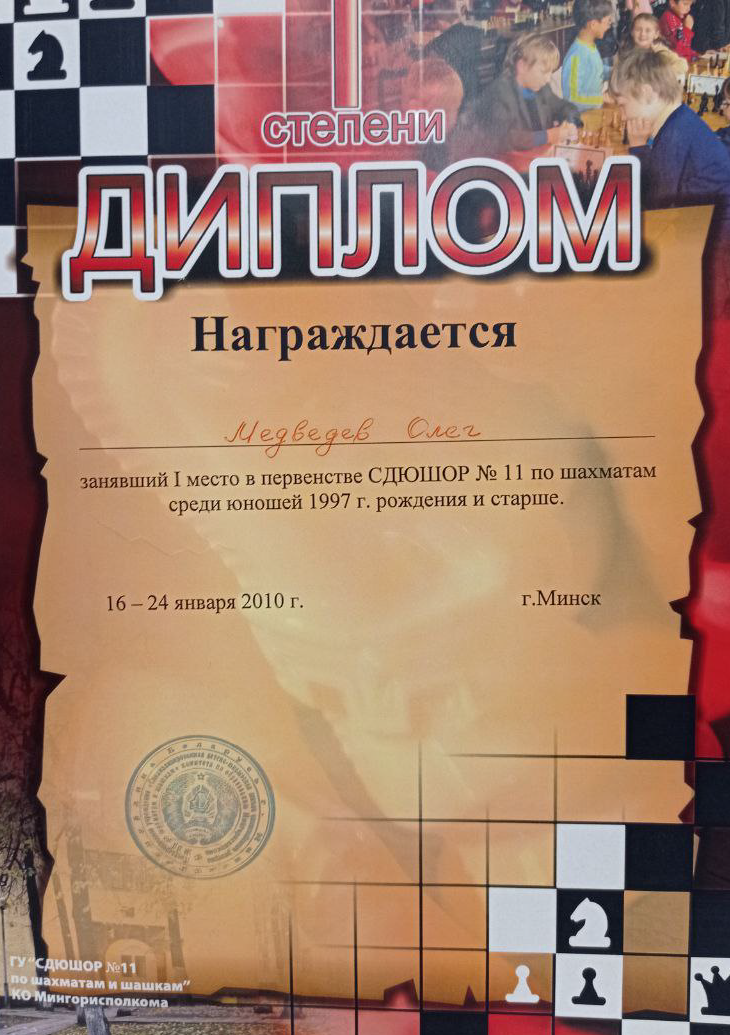 I
степени
ДИПЛОМ
Награждается
Медведев Олег
занявший I место в первенстве СДЮШОР № 11 по шахматам
среди юношей 1997 г. рождения и старше.
16 – 24 января 2010 г. г.Минск
ГУ "СДЮШОР №11
по шахматам и шашкам"
КО Мингорисполкома